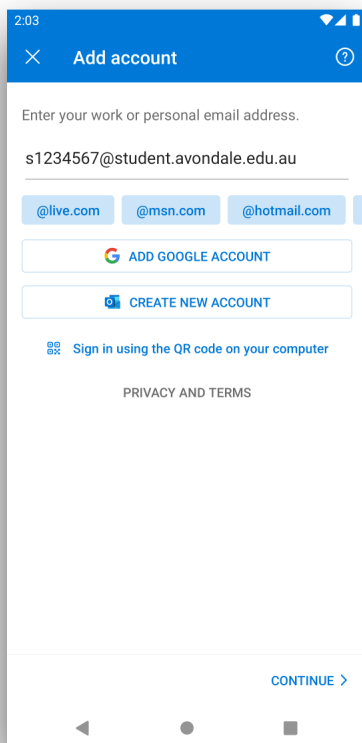 2:03
Add account
Enter your work or personal email address.
s1234567@student.avondale.edu.au
@live.com @msn.com @hotmail.com
ADD GOOGLE ACCOUNT
CREATE NEW ACCOUNT
Sign in using the QR code on your computer
PRIVACY AND TERMS
CONTINUE